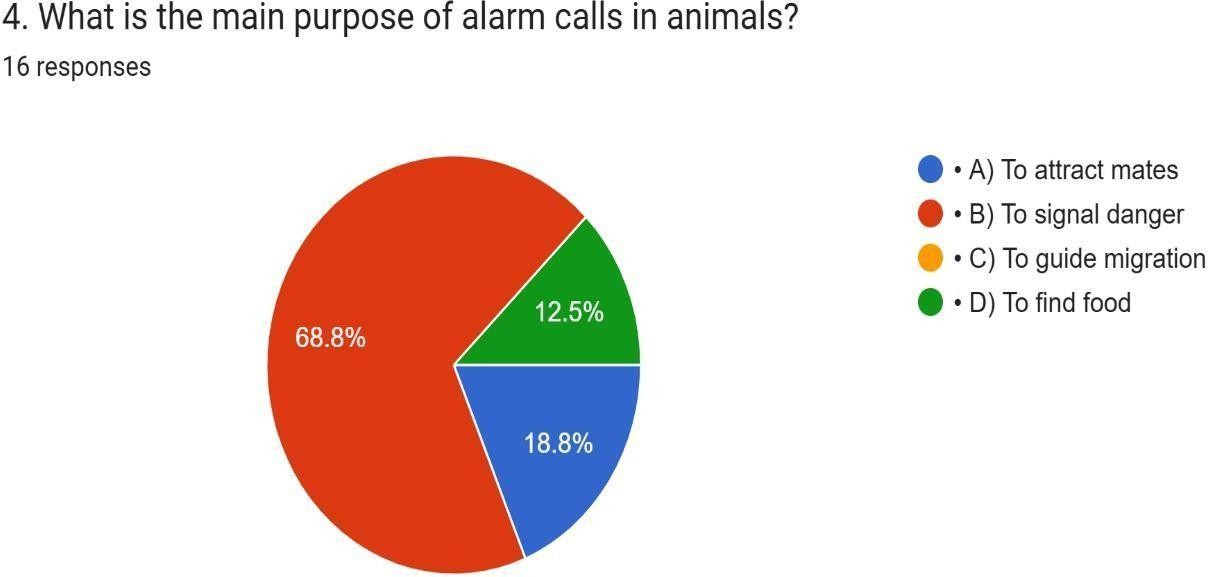 4. What is the main purpose of alarm calls in animals?
16 responses
• A) To attract mates
• B) To signal danger
• C) To guide migration
• D) To find food
12.5%
68.8%
18.8%